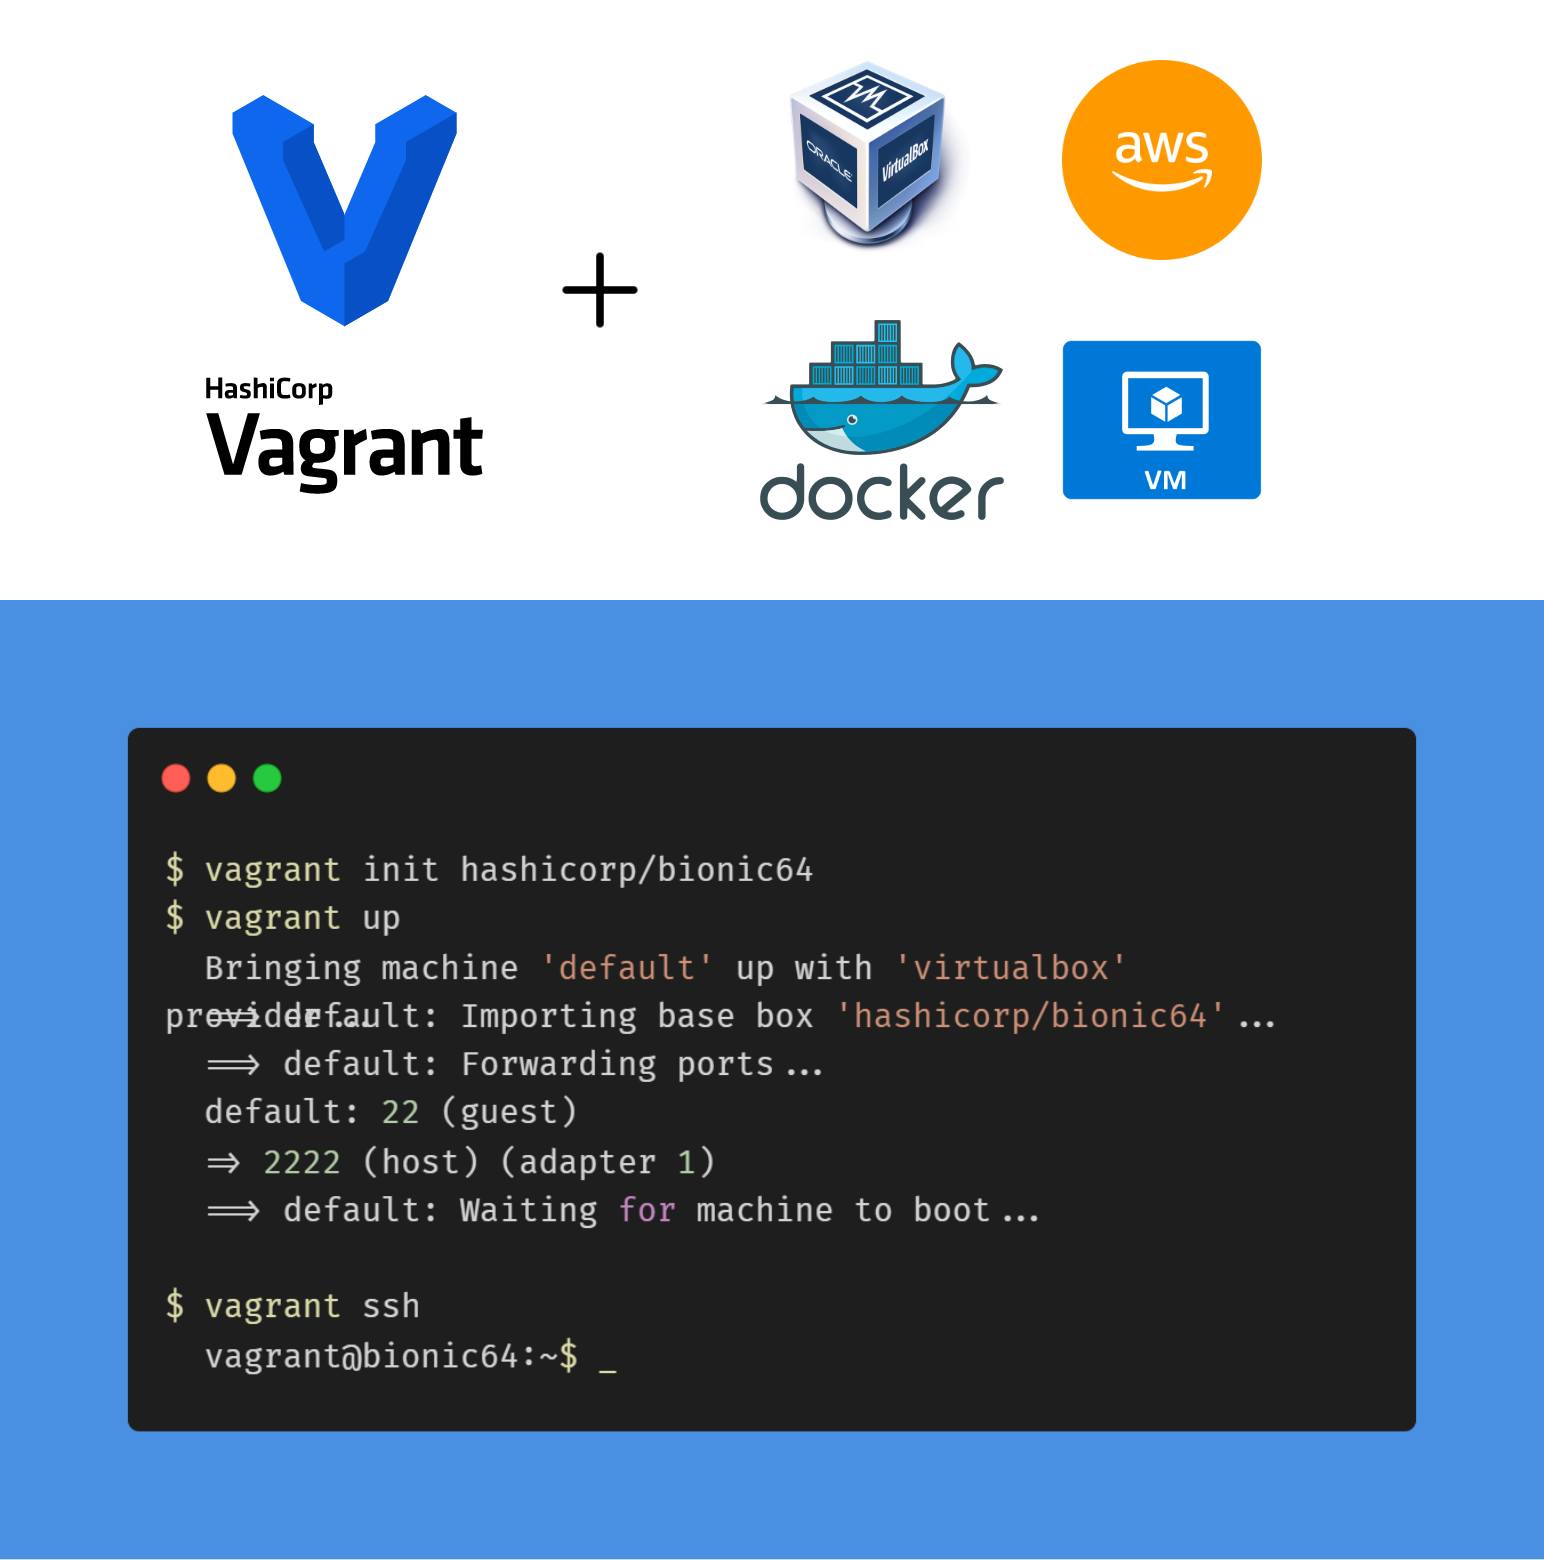 HashiCorp
Vagrant
ORACLE
VirtualBox
aws
docker
VM
$ vagrant init hashicorp/bionic64
$ vagrant up
Bringing machine 'default' up with 'virtualbox'
provider...
==> default: Importing base box 'hashicorp/bionic64'...
==> default: Forwarding ports...
default: 22 (guest)
=> 2222 (host) (adapter 1)
==> default: Waiting for machine to boot...
$ vagrant ssh
vagrant@bionic64:~$ _